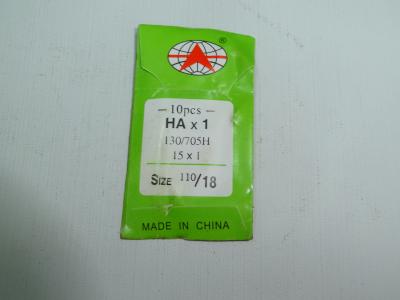 ®
– 10pcs –
HA x 1
130/705H
15 x 1
SIZE 110/18
MADE IN CHINA